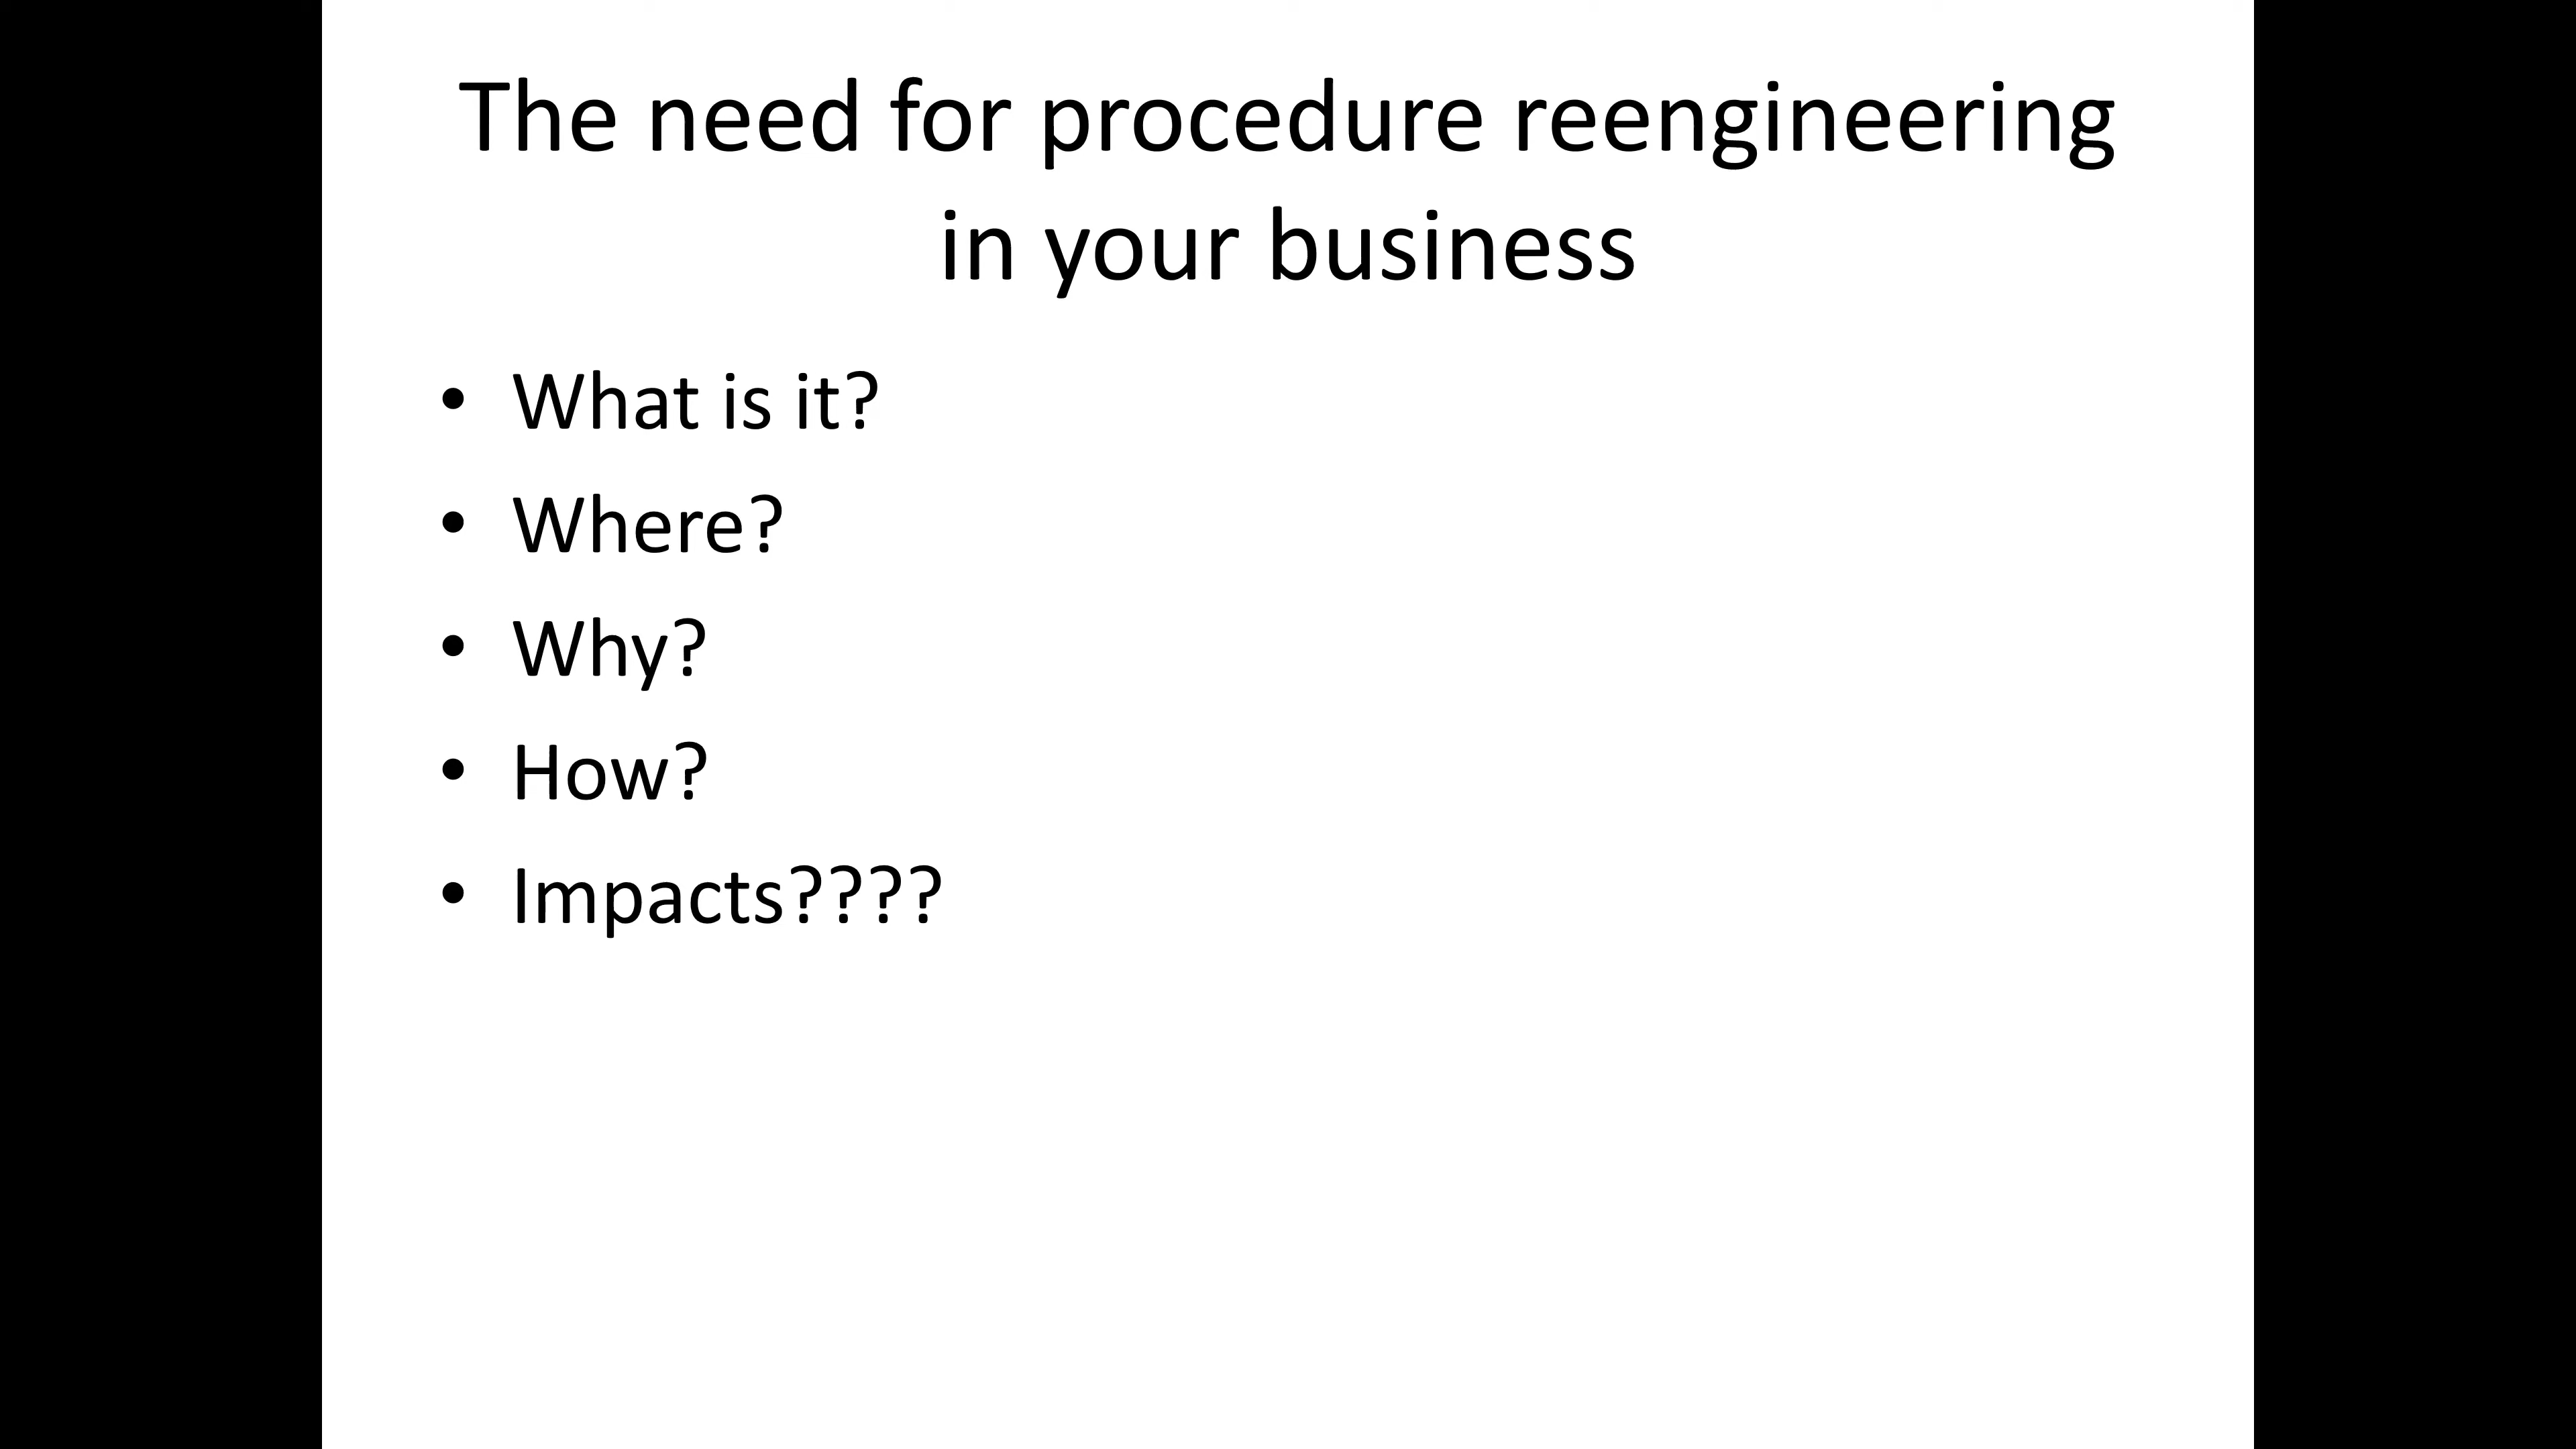 The need for procedure reengineering
in your business
• What is it?
• Where?
• Why?
• How?
• Impacts????